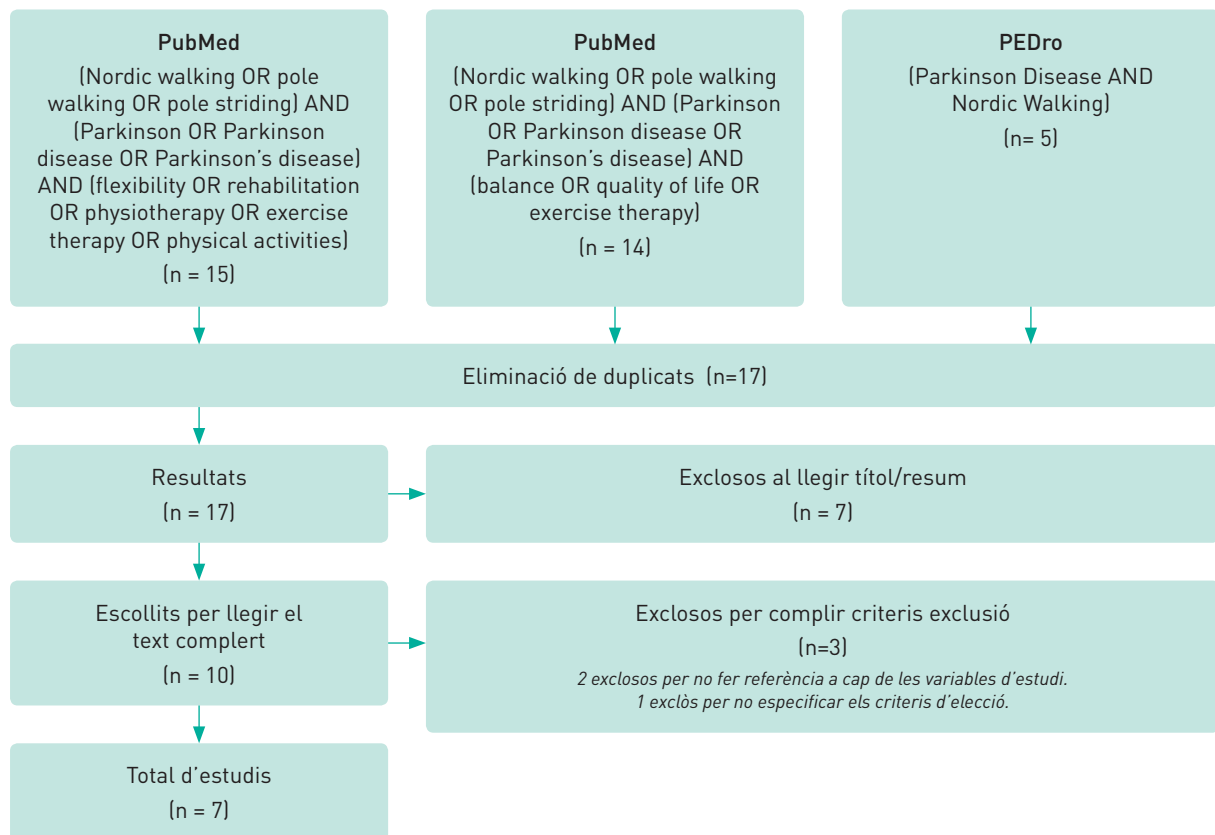 PubMed
(Nordic walking OR pole
walking OR pole striding) AND
(Parkinson OR Parkinson
disease OR Parkinson’s disease)
AND (flexibility OR rehabilitation
OR physiotherapy OR exercise
therapy OR physical activities)
(n = 15)
PubMed
(Nordic walking OR pole walking
OR pole striding) AND (Parkinson
OR Parkinson disease OR
Parkinson’s disease) AND
(balance OR quality of life OR
exercise therapy)
(n = 14)
PEDro
(Parkinson Disease AND
Nordic Walking)
(n= 5)
Eliminació de duplicats (n=17)
Resultats
(n = 17)
Exclosos al llegir títol/resum
(n = 7)
Escollits per llegir el
text complert
(n = 10)
Exclosos per complir criteris exclusió
(n=3)
2 exclosos per no fer referència a cap de les variables d’estudi.
1 exclòs per no especificar els criteris d’elecció.
Total d’estudis
(n = 7)